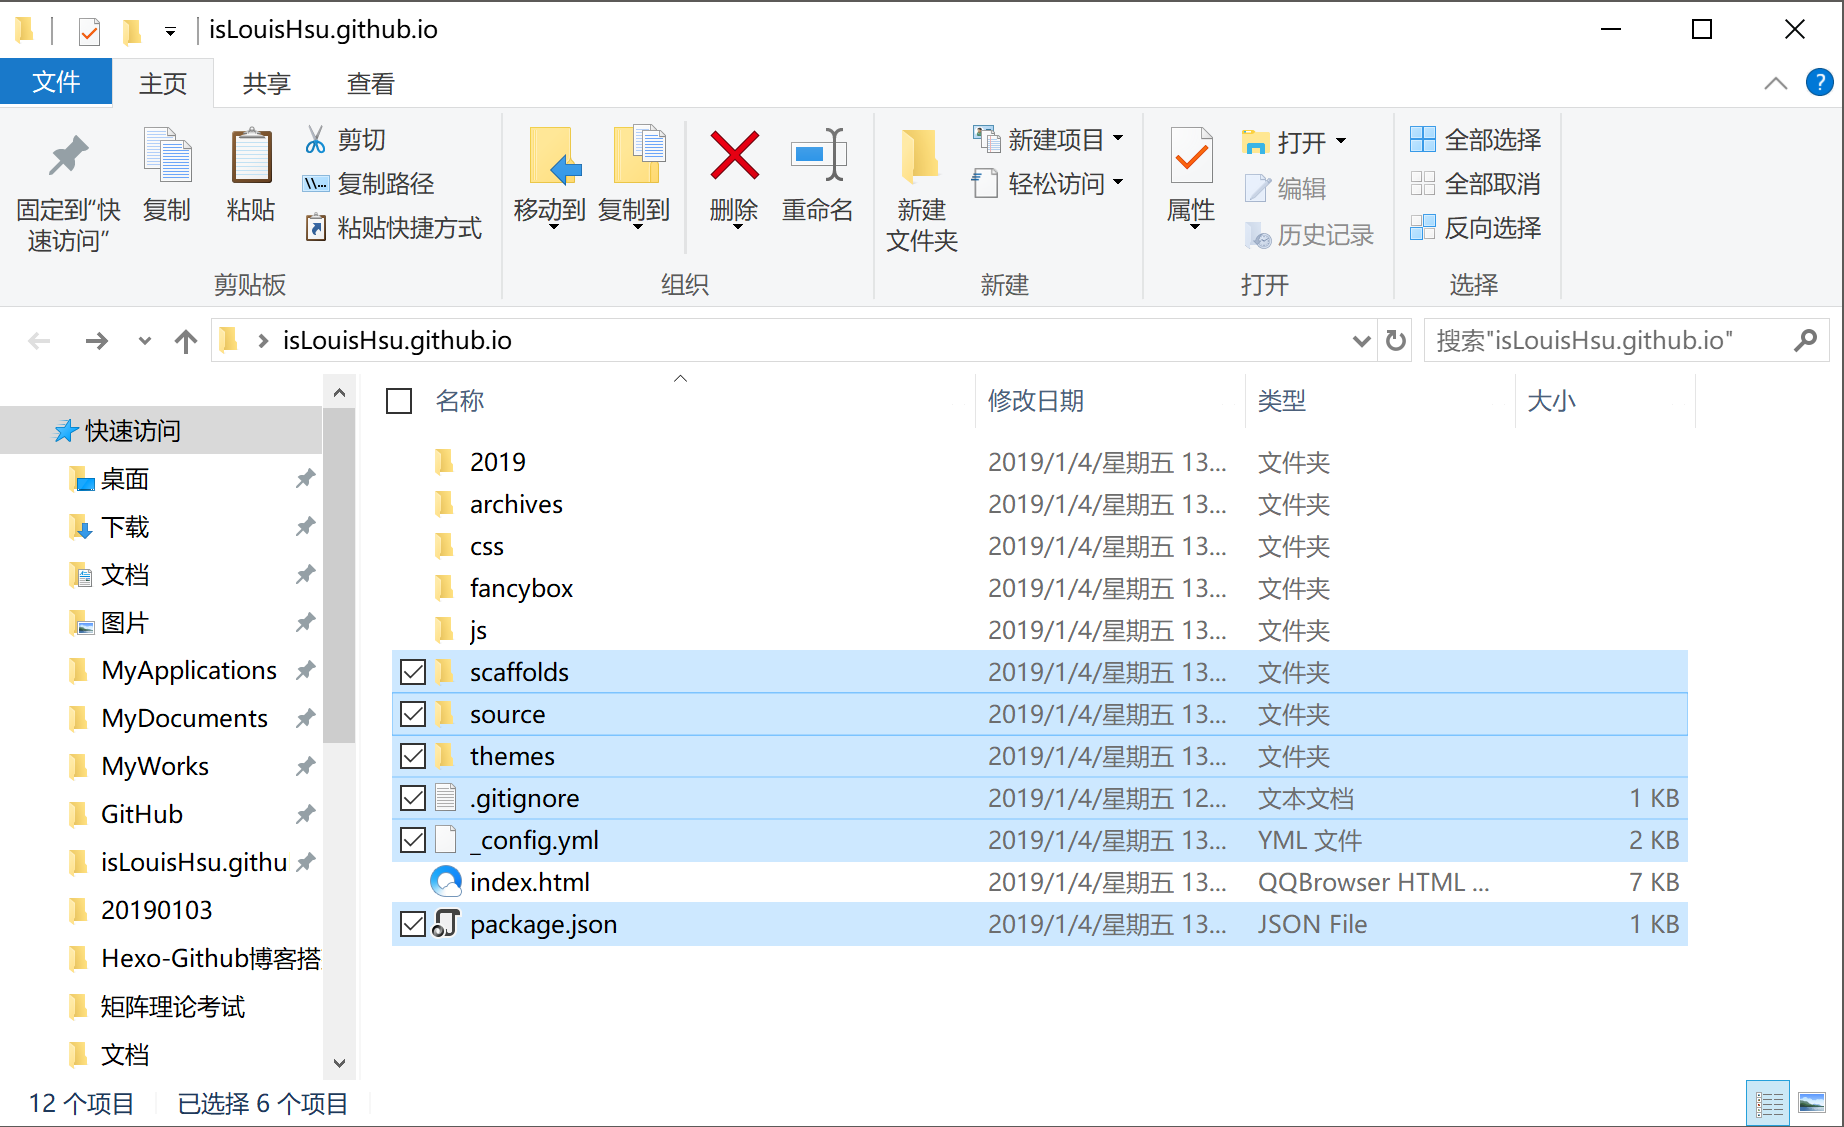 isLouisHsu.github.io
文件 主页 共享 查看
固定到“快速访问”
复制
粘贴
剪切
复制路径
粘贴快捷方式
剪贴板
移动到
复制到
删除
重命名
组织
新建文件夹
新建项目
轻松访问
新建
属性
打开
编辑
历史记录
打开
全部选择
全部取消
反向选择
选择
isLouisHsu.github.io
搜索"isLouisHsu.github.io"
快速访问
桌面
下载
文档
图片
MyApplications
MyDocuments
MyWorks
GitHub
isLouisHsu.githu
20190103
Hexo-Github博客搭
矩阵理论考试
文档
名称 修改日期 类型 大小
2019 2019/1/4/星期五 13... 文件夹
archives 2019/1/4/星期五 13... 文件夹
css 2019/1/4/星期五 13... 文件夹
fancybox 2019/1/4/星期五 13... 文件夹
js 2019/1/4/星期五 13... 文件夹
scaffolds 2019/1/4/星期五 13... 文件夹
source 2019/1/4/星期五 13... 文件夹
themes 2019/1/4/星期五 13... 文件夹
.gitignore 2019/1/4/星期五 12... 文本文档 1 KB
_config.yml 2019/1/4/星期五 13... YML 文件 2 KB
index.html 2019/1/4/星期五 13... QQBrowser HTML ... 7 KB
package.json 2019/1/4/星期五 13... JSON File 1 KB
12 个项目 已选择 6 个项目